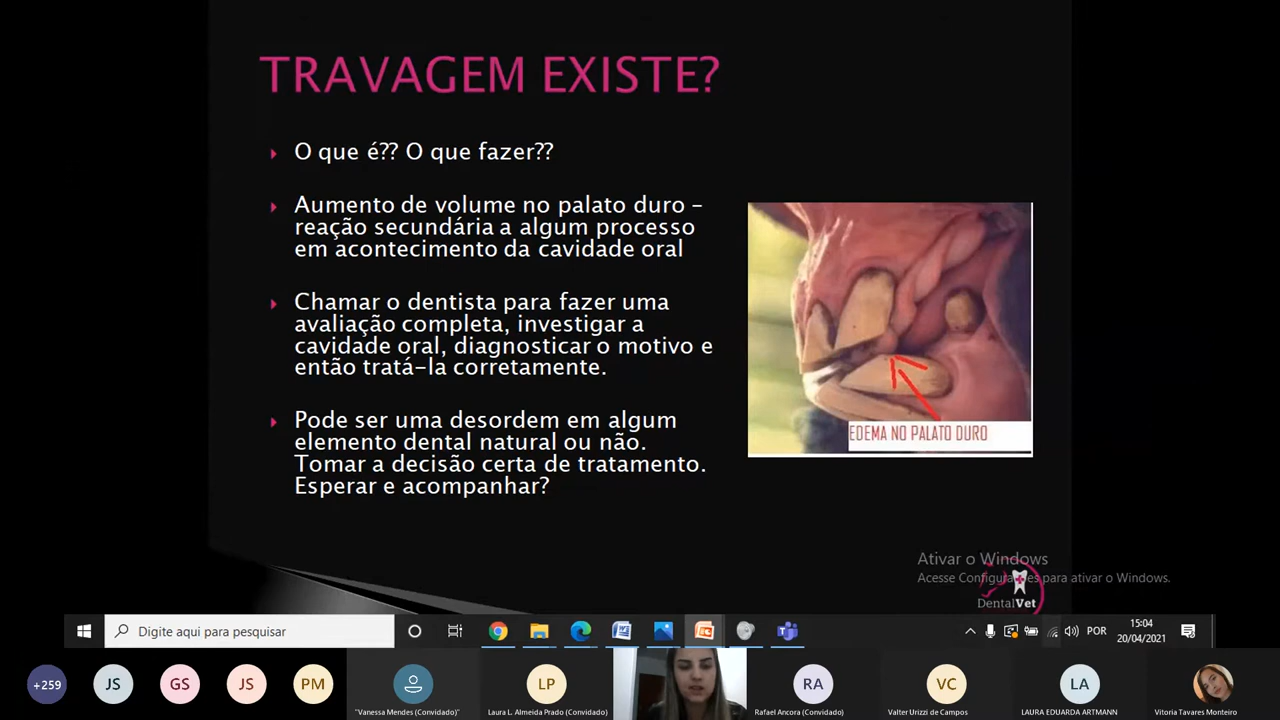 TRAVAGEM EXISTE?
O que é?? O que fazer??
Aumento de volume no palato duro –
reação secundária a algum processo
em acontecimento da cavidade oral
Chamar o dentista para fazer uma
avaliação completa, investigar a
cavidade oral, diagnosticar o motivo e
então tratá-la corretamente.
Pode ser uma desordem em algum
elemento dental natural ou não.
Tomar a decisão certa de tratamento.
Esperar e acompanhar?
EDEMA NO PALATO DURO
Ativar o Windows
Acesse Configurações para ativar o Windows.
DentalVet
Digite aqui para pesquisar
POR
15:04
20/04/2021
+259
JS
GS
JS
PM
"Vanessa Mendes (Convidado)"
LP
Laura L. Almeida Prado (Convidado)
RA
Rafael Ancora (Convidado)
VC
Valter Urizzi de Campos
LA
LAURA EDUARDA ARTMANN
Vitoria Tavares Monteiro